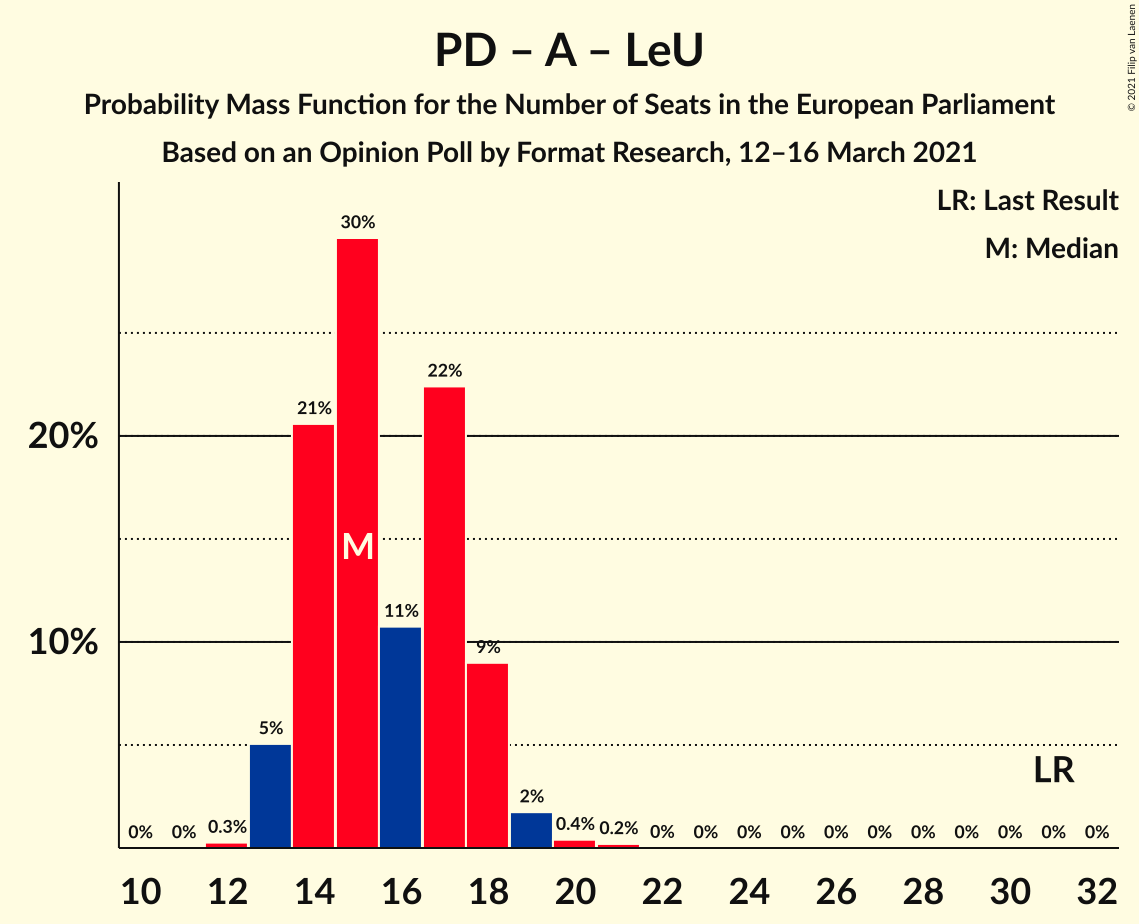 PD – A – LeU
Probability Mass Function for the Number of Seats in the European Parliament
Based on an Opinion Poll by Format Research, 12–16 March 2021
© 2021 Filip van Laenen
LR: Last Result
M: Median
30%
22%
21%
20%
M
11%
10%
9%
5%
LR
2%
0% 0% 0.3% 0.4% 0.2% 0% 0% 0% 0% 0% 0% 0% 0% 0% 0% 0%
10 12 14 16 18 20 22 24 26 28 30 32